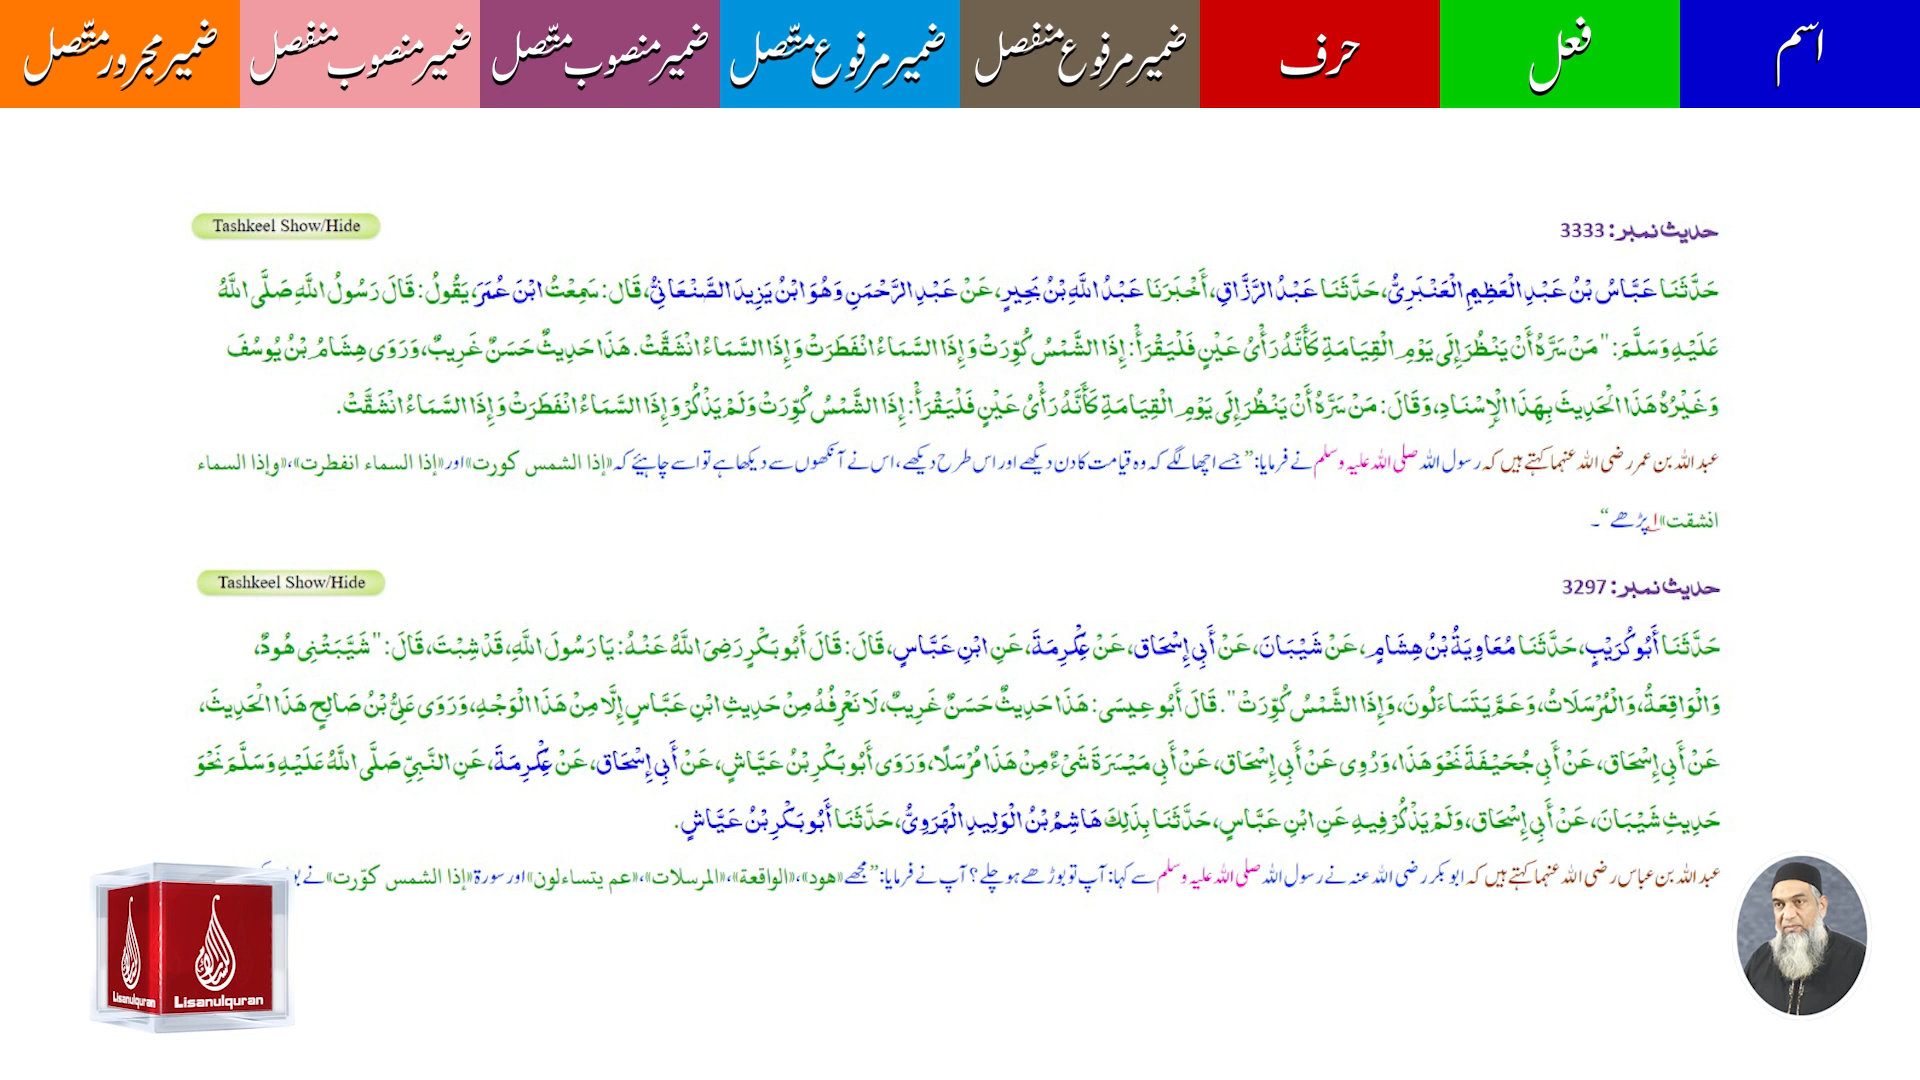 اسم
فعل
حرف
ضمیر مرفوع منفصل
ضمیر مرفوع متّصل
ضمیر منصوب متّصل
ضمیر منصوب منفصل
ضمیر مجرور متّصل
حدیث نمبر: 3333
Tashkeel Show/Hide
حَدَّثَنَا عَبَّاسُ بْنُ عَبْدِ الْعَظِيمِ الْعَنْبَرِيُّ، حَدَّثَنَا عَبْدُ الرَّزَّاقِ، أَخْبَرَنَا عَبْدُ اللَّهِ بْنُ بَحِيرٍ، عَنْ عَبْدِ الرَّحْمَنِ وَهُوَ ابْنُ يَزِيدَ الصَّنْعَانِيُّ، قَال: سَمِعْتُ ابْنَ عُمَرَ، يَقُولُ: قَالَ رَسُولُ اللَّهِ صَلَّى اللَّهُ
عَلَيْهِ وَسَلَّمَ: " مَنْ سَرَّهُ أَنْ يَنْظُرَ إِلَى يَوْمِ الْقِيَامَةِ كَأَنَّهُ رَأْيُ عَيْنٍ فَلْيَقْرَأْ: إِذَا الشَّمْسُ كُوِّرَتْ وَإِذَا السَّمَاءُ انْفَطَرَتْ وَإِذَا السَّمَاءُ انْشَقَّتْ. هَذَا حَدِيثٌ حَسَنٌ غَرِيبٌ، وَرَوَى هِشَامُ بْنُ يُوسُفَ
وَغَيْرُهُ هَذَا الْحَدِيثَ بِهَذَا الْإِسْنَادِ، وَقَالَ: مَنْ سَرَّهُ أَنْ يَنْظُرَ إِلَى يَوْمِ الْقِيَامَةِ كَأَنَّهُ رَأْيُ عَيْنٍ فَلْيَقْرَأْ: إِذَا الشَّمْسُ كُوِّرَتْ وَلَمْ يَذْكُرْ وَإِذَا السَّمَاءُ انْفَطَرَتْ وَإِذَا السَّمَاءُ انْشَقَّتْ.
عبداللہ بن عمر رضی الله عنہما کہتے ہیں کہ رسول اللہ صلی اللہ علیہ وسلم نے فرمایا: ”جسے اچھا لگے کہ وہ قیامت کا دن دیکھے اور اس طرح دیکھے، اس نے آنکھوں سے دیکھا ہے تو اسے چاہیئے کہ «إذا الشمس كورت» اور «إذا السماء انفطرت»، «وإذا السماء
انشقت» ۱؎ پڑھے“۔
حدیث نمبر: 3297
Tashkeel Show/Hide
حَدَّثَنَا أَبُو كُرَيْبٍ، حَدَّثَنَا مُعَاوِيَةُ بْنُ هِشَامٍ، عَنْ شَيْبَانَ، عَنْ أَبِي إِسْحَاق، عَنْ عِكْرِمَةَ، عَنِ ابْنِ عَبَّاسٍ، قَالَ: قَالَ أَبُو بَكْرٍ رَضِيَ اللَّهُ عَنْهُ: يَا رَسُولَ اللَّهِ، قَدْ شِبْتَ، قَالَ: " شَيَّبَتْنِي هُودٌ،
وَالْوَاقِعَةُ، وَالْمُرْسَلَاتُ، وَعَمَّ يَتَسَاءَلُونَ، وَإِذَا الشَّمْسُ كُوِّرَتْ ". قَالَ أَبُو عِيسَى: هَذَا حَدِيثٌ حَسَنٌ غَرِيبٌ، لَا نَعْرِفُهُ مِنْ حَدِيثِ ابْنِ عَبَّاسٍ إِلَّا مِنْ هَذَا الْوَجْهِ، وَرَوَى عَلِيُّ بْنُ صَالِحٍ هَذَا الْحَدِيثَ،
عَنْ أَبِي إِسْحَاق، عَنْ أَبِي جُحَيْفَةَ نَحْوَ هَذَا، وَرُوِي عَنْ أَبِي إِسْحَاق، عَنْ أَبِي مَيْسَرَةَ شَيْءٌ مِنْ هَذَا مُرْسَلًا، وَرَوَى أَبُو بَكْرِ بْنُ عَيَّاشٍ، عَنْ أَبِي إِسْحَاق، عَنْ عِكْرِمَةَ، عَنِ النَّبِيِّ صَلَّى اللَّهُ عَلَيْهِ وَسَلَّمَ نَحْوَ
حَدِيثِ شَيْبَانَ، عَنْ أَبِي إِسْحَاق، وَلَمْ يَذْكُرْ فِيهِ عَنِ ابْنِ عَبَّاسٍ، حَدَّثَنَا بِذَلِكَ هَاشِمُ بْنُ الْوَلِيدِ الْهَرَوِيُّ، حَدَّثَنَا أَبُو بَكْرِ بْنُ عَيَّاشٍ.
عبداللہ بن عباس رضی الله عنہما کہتے ہیں کہ ابوبکر رضی الله عنہ نے رسول اللہ صلی اللہ علیہ وسلم سے کہا: آپ تو بوڑھے ہو چلے؟ آپ نے فرمایا: ”مجھے «هود»، «الواقعة»، «المرسلات»، «عم يتساءلون» اور سورۃ «إذا الشمس كوّرت» نے
Lisanulquran
Lisanulquran